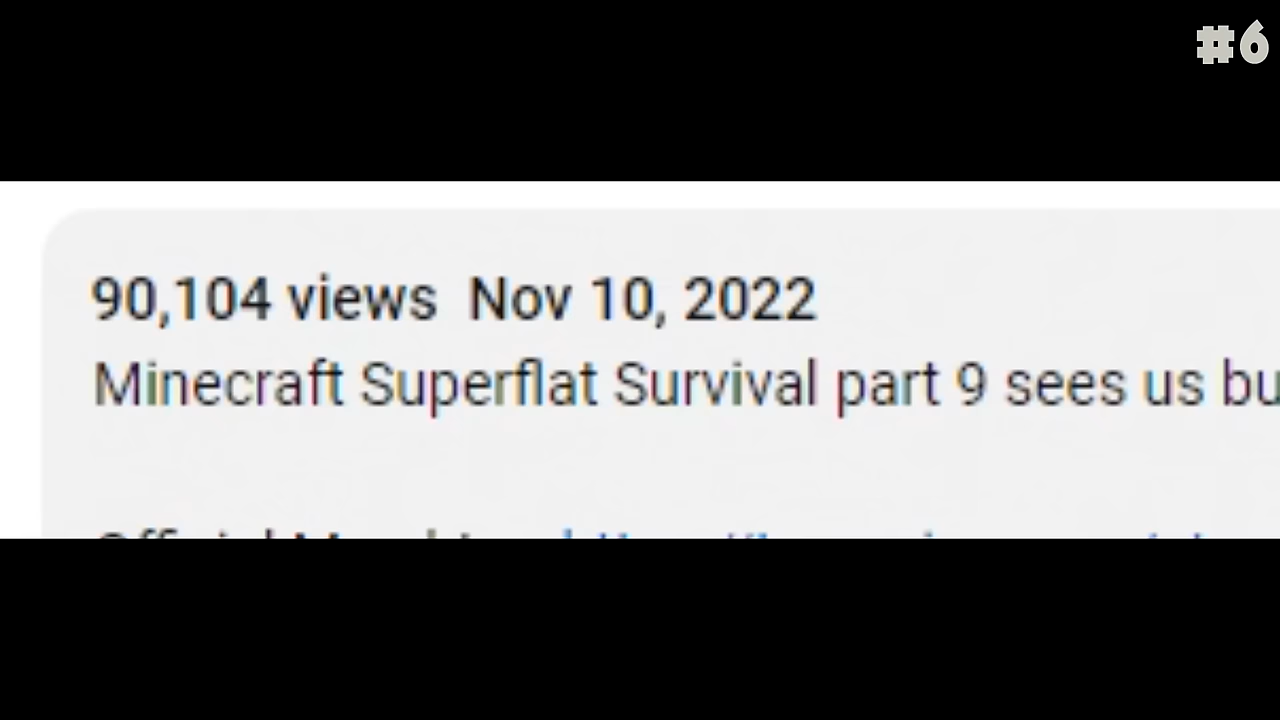 #6
90,104 views Nov 10, 2022
Minecraft Superflat Survival part 9 sees us